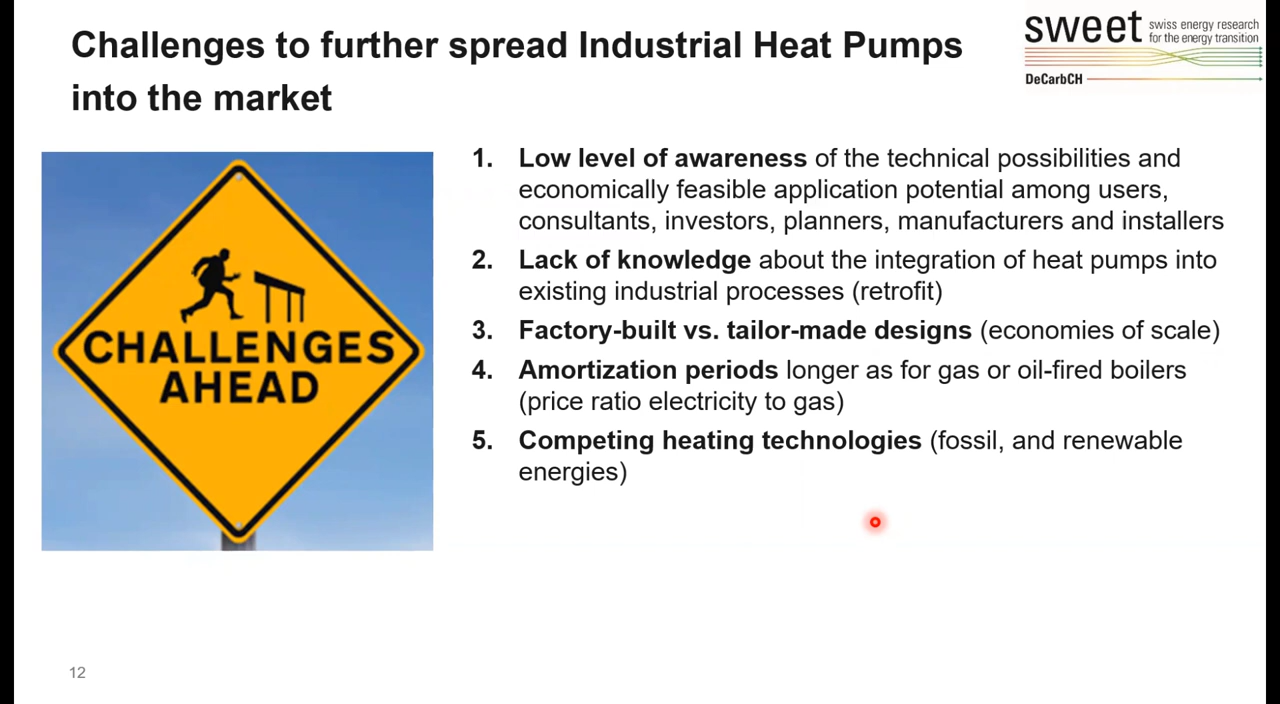 Challenges to further spread Industrial Heat Pumps
into the market
sweet
swiss energy research
for the energy transition
DeCarbCH
CHALLENGES
AHEAD
1. Low level of awareness of the technical possibilities and
economically feasible application potential among users,
consultants, investors, planners, manufacturers and installers
2. Lack of knowledge about the integration of heat pumps into
existing industrial processes (retrofit)
3. Factory-built vs. tailor-made designs (economies of scale)
4. Amortization periods longer as for gas or oil-fired boilers
(price ratio electricity to gas)
5. Competing heating technologies (fossil, and renewable
energies)
12